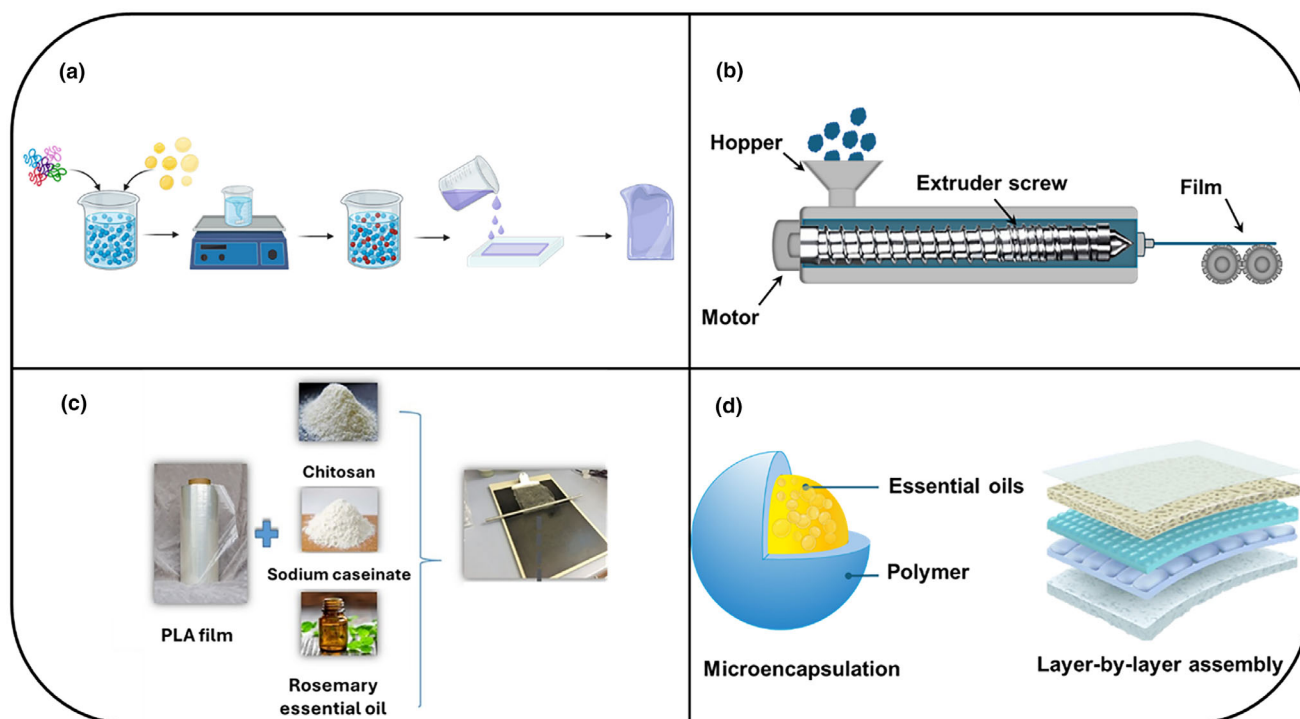 (a)
(b)
Hopper
Extruder screw
Film
Motor
(c)
Chitosan
Sodium caseinate
PLA film
Rosemary
essential oil
(d)
Essential oils
Polymer
Microencapsulation
Layer-by-layer assembly